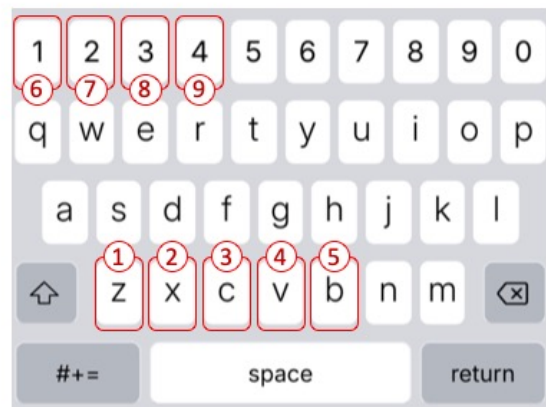 1 2 3 4 5 6 7 8 9 0
6 7 8 9
q w e r t y u i o p
a s d f g h j k l
1 2 3 4 5
z x c v b n m
#+= space return